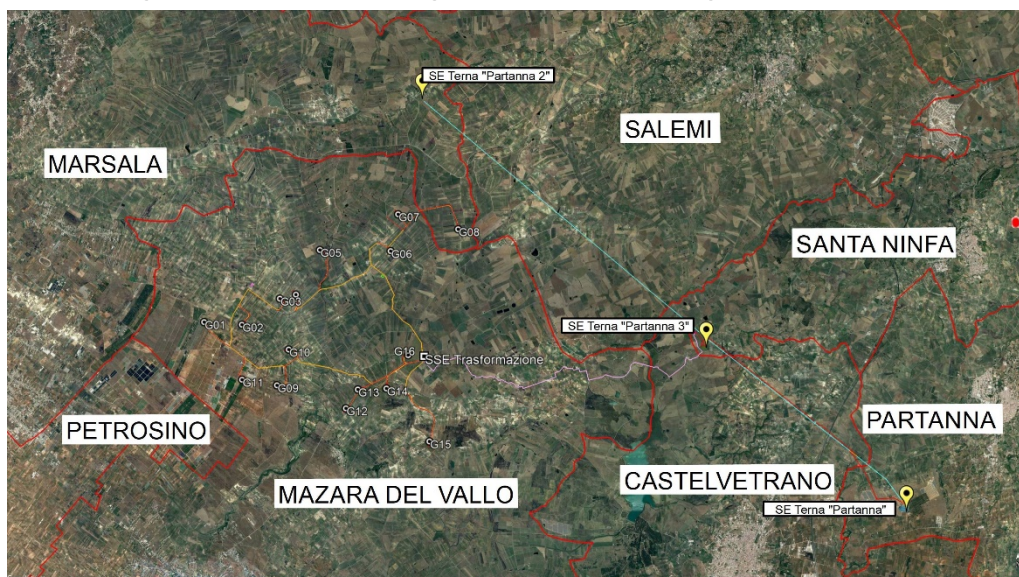 SE Terna "Partanna 2"
SALEMI
MARSALA
G07
G08
SANTA NINFA
G05
G06
G03
SE Terna "Partanna 3"
G01
G02
G10
G16
SSE Trasformazione
G11
G09
G13
G14
G12
PETROSINO
PARTANNA
G15
CASTELVETRANO
MAZARA DEL VALLO
SE Terna "Partanna"